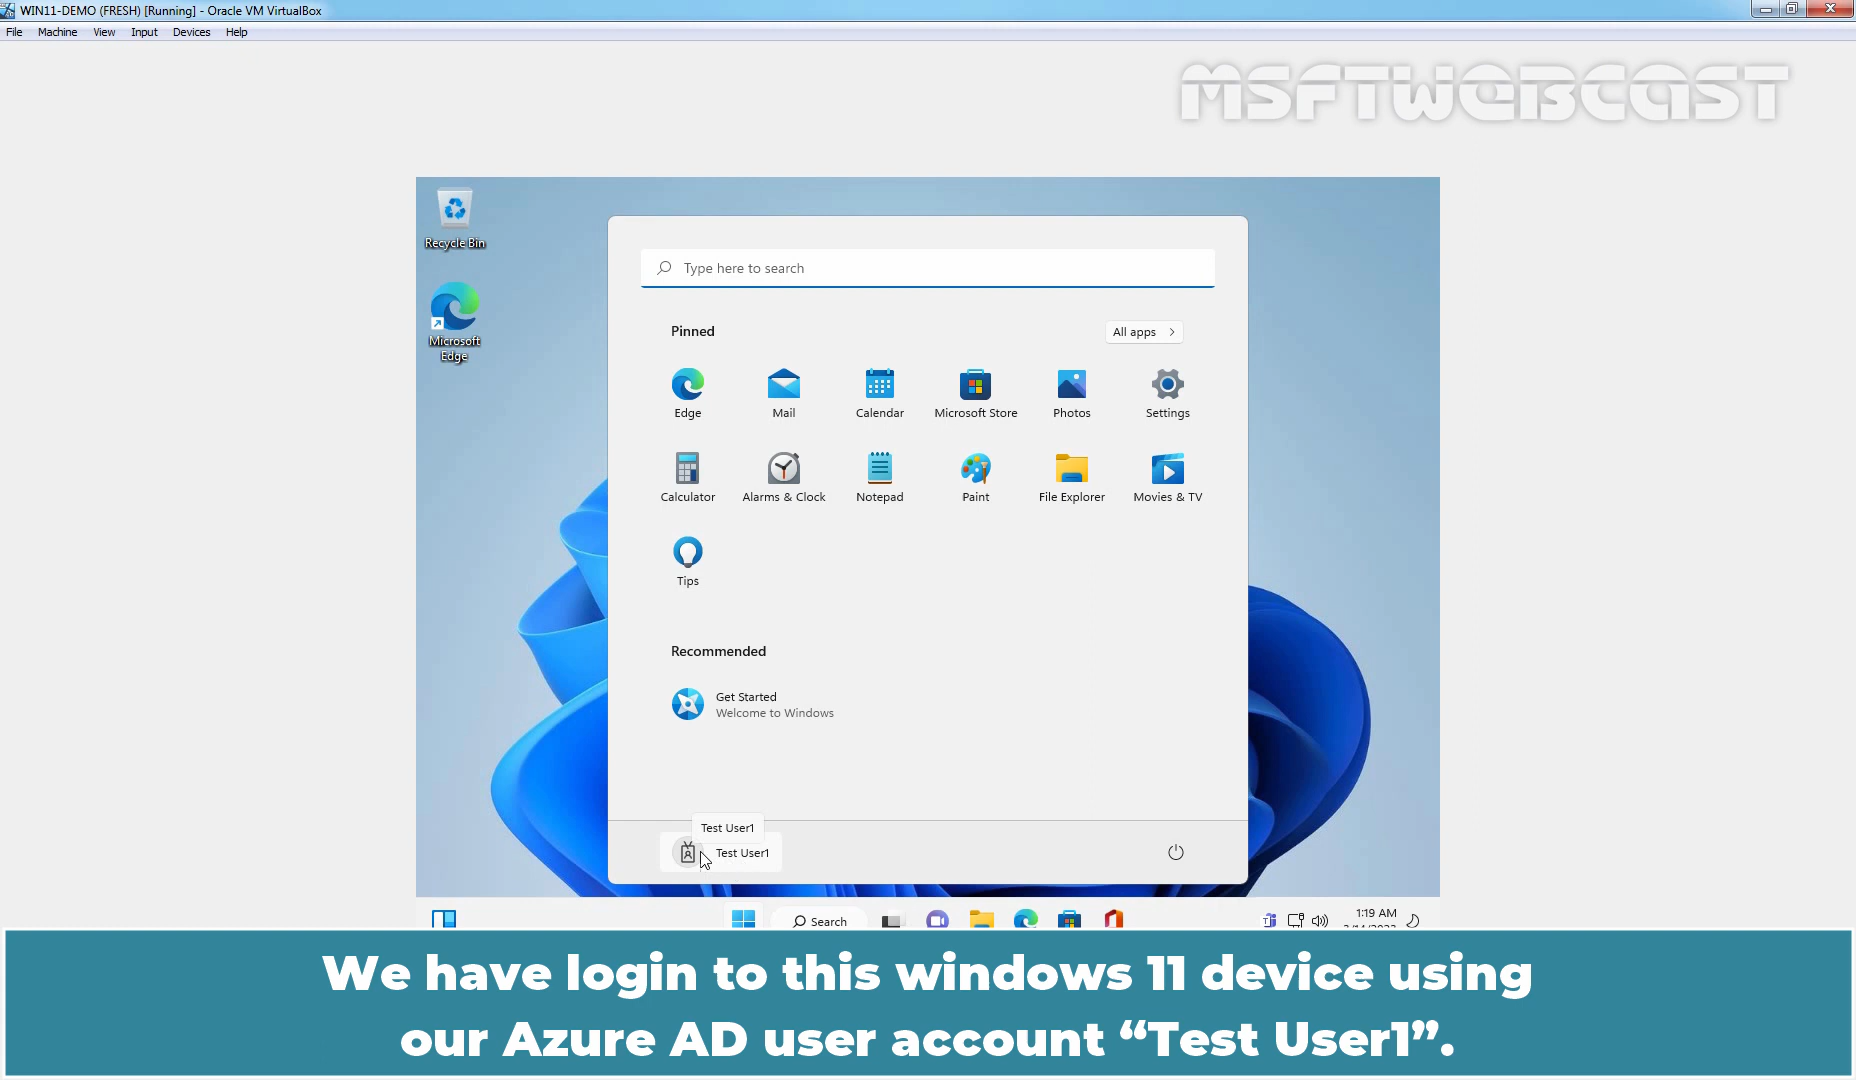 WIN11-DEMO (FRESH) [Running] - Oracle VM VirtualBox
File Machine View Input Devices Help
MSFTWEBCAST
Recycle Bin
Microsoft
Edge
Type here to search
Pinned
All apps
Edge
Mail
Calendar
Microsoft Store
Photos
Settings
Calculator
Alarms & Clock
Notepad
Paint
File Explorer
Movies & TV
Tips
Recommended
Get Started
Welcome to Windows
Test User1
Test User1
Search
1:19 AM
We have login to this windows 11 device using
our Azure AD user account “Test User1”.